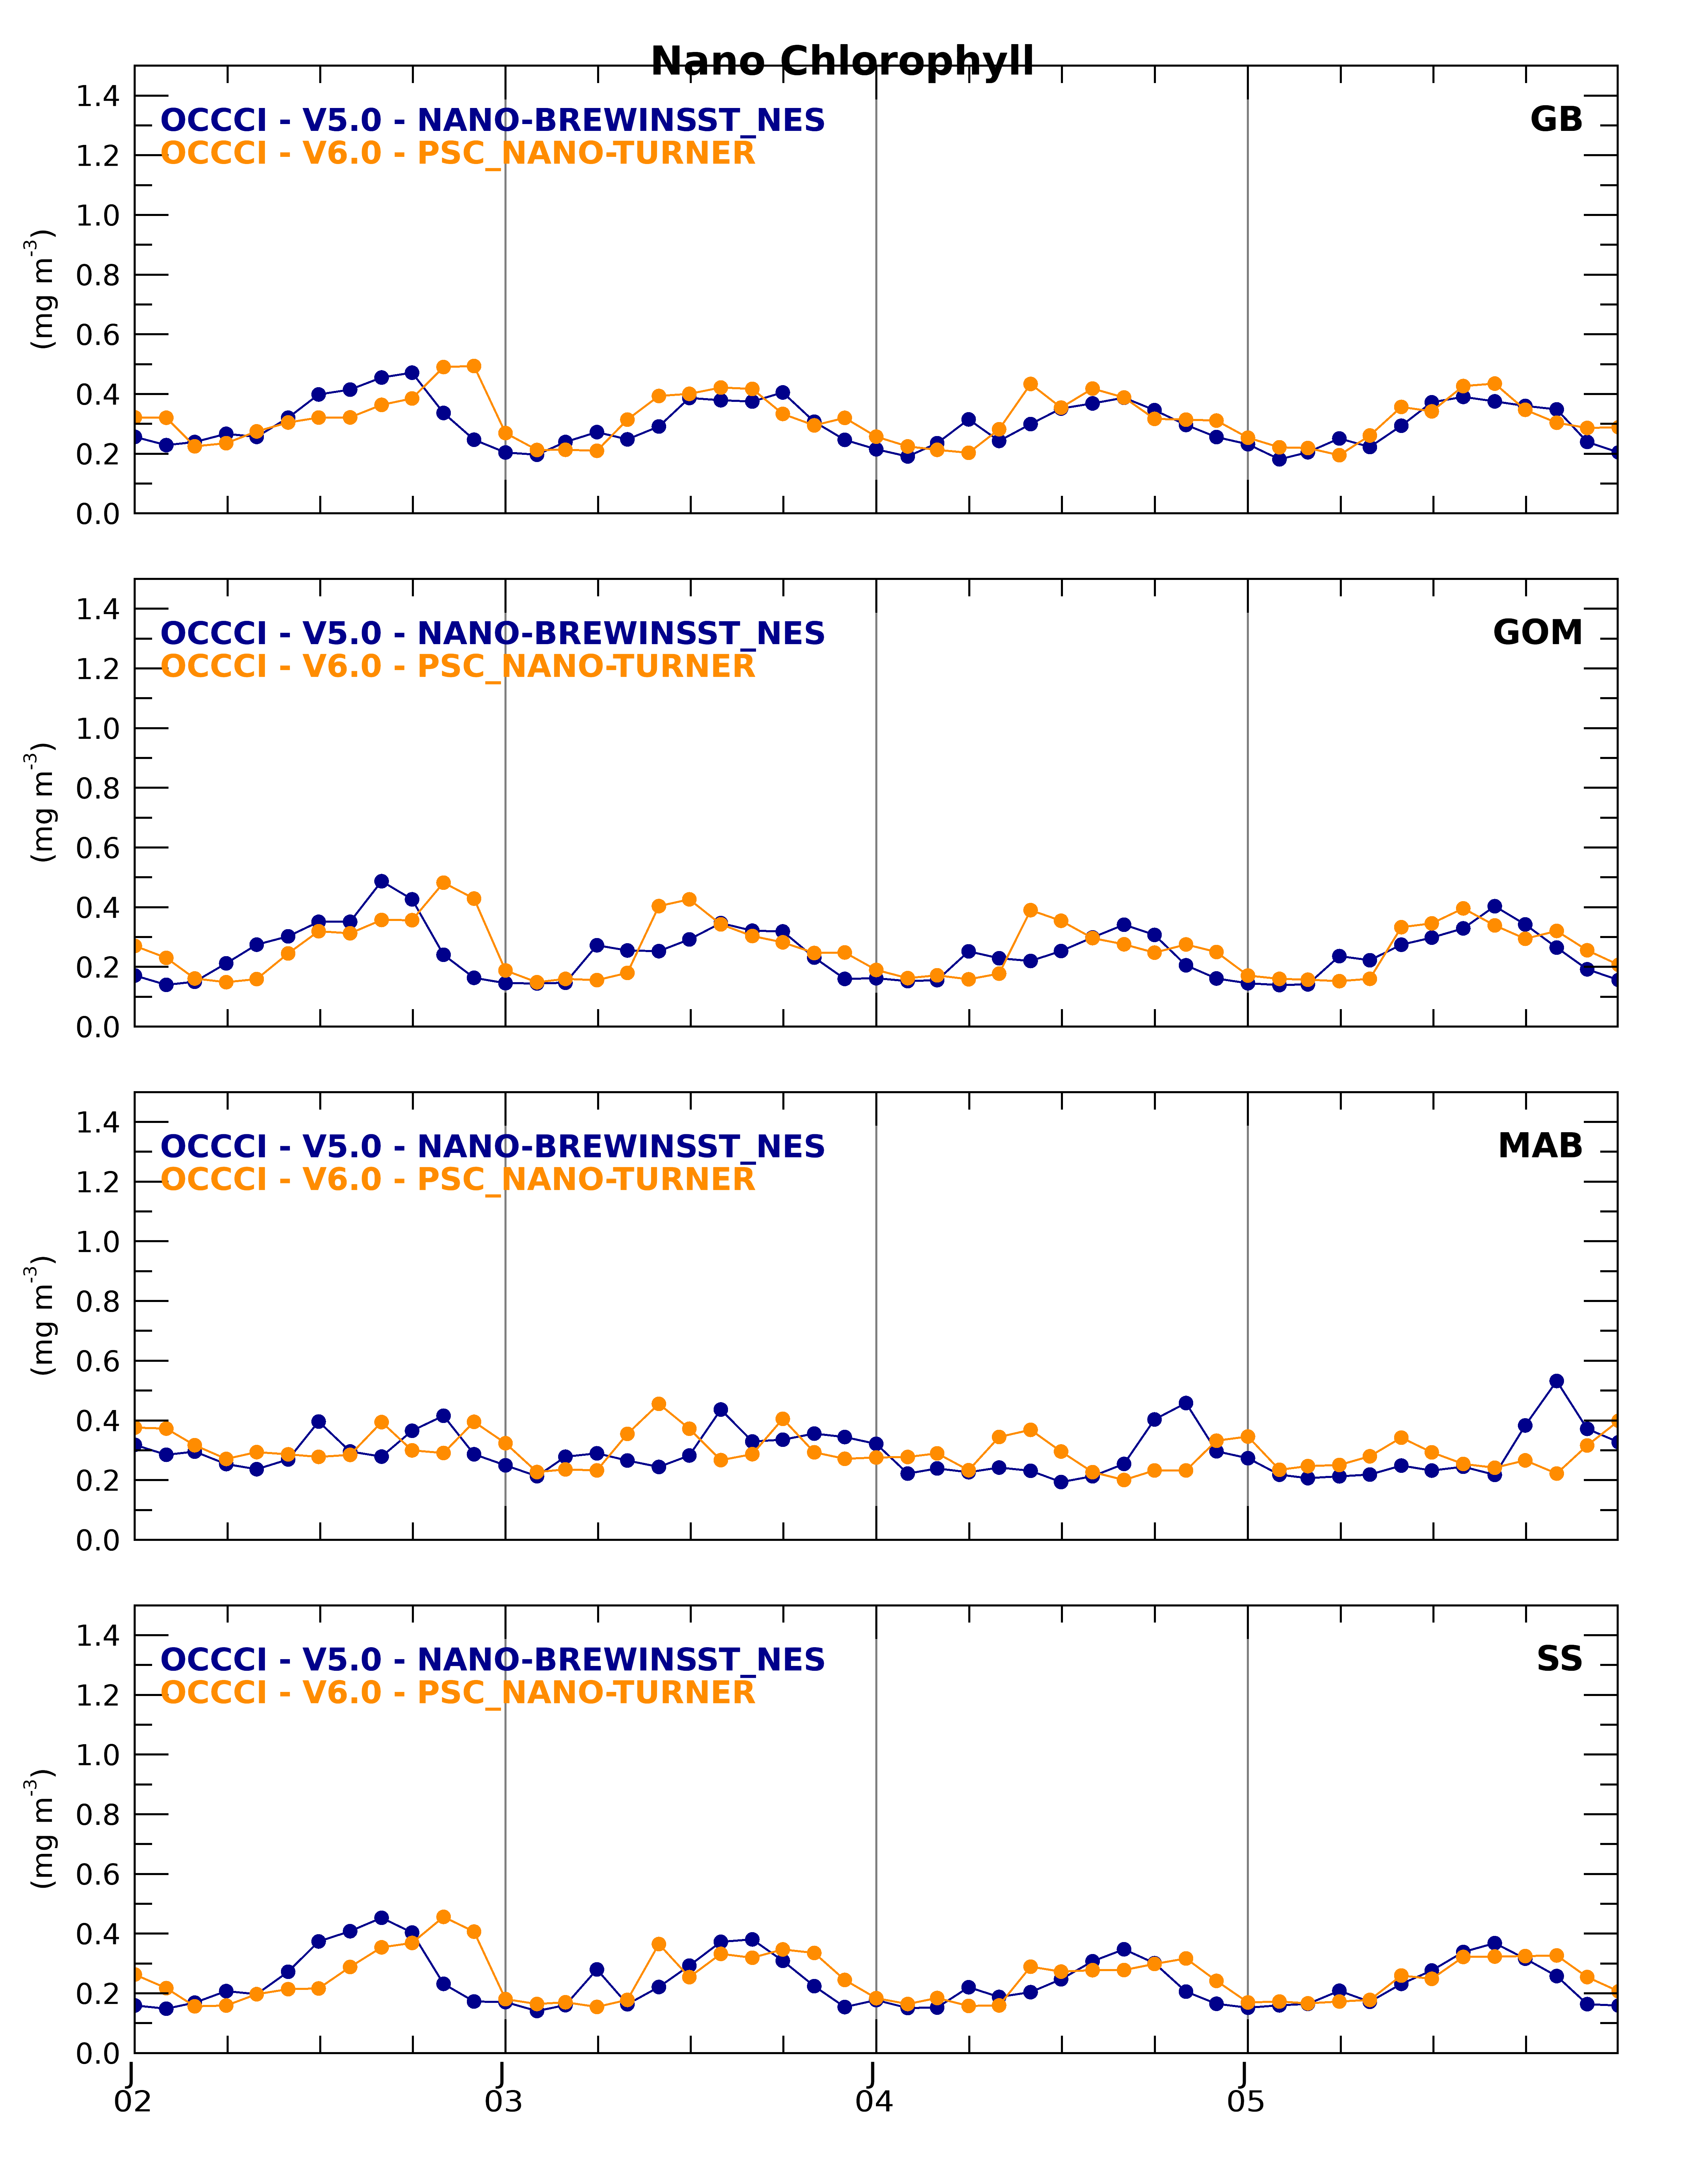 Nano Chlorophyll
OCCCI - V5.0 - NANO-BREWINSST_NES
GB
OCCCI - V6.0 - PSC_NANO-TURNER
1.4
1.2
1.0
0.8
0.6
0.4
0.2
0.0
(mg m-3)
OCCCI - V5.0 - NANO-BREWINSST_NES
GOM
OCCCI - V6.0 - PSC_NANO-TURNER
1.4
1.2
1.0
0.8
0.6
0.4
0.2
0.0
(mg m-3)
OCCCI - V5.0 - NANO-BREWINSST_NES
MAB
OCCCI - V6.0 - PSC_NANO-TURNER
1.4
1.2
1.0
0.8
0.6
0.4
0.2
0.0
(mg m-3)
OCCCI - V5.0 - NANO-BREWINSST_NES
SS
OCCCI - V6.0 - PSC_NANO-TURNER
1.4
1.2
1.0
0.8
0.6
0.4
0.2
0.0
(mg m-3)
J J J J
02 03 04 05